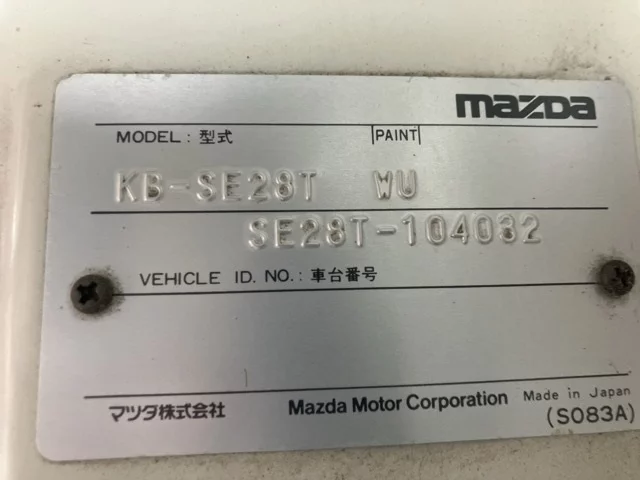 mazda
MODEL : 型式 PAINT
KB-SE28T WU
SE28T-104082
VEHICLE ID. NO. : 車台番号
マツダ株式会社 Mazda Motor Corporation Made in Japan
(S083A)